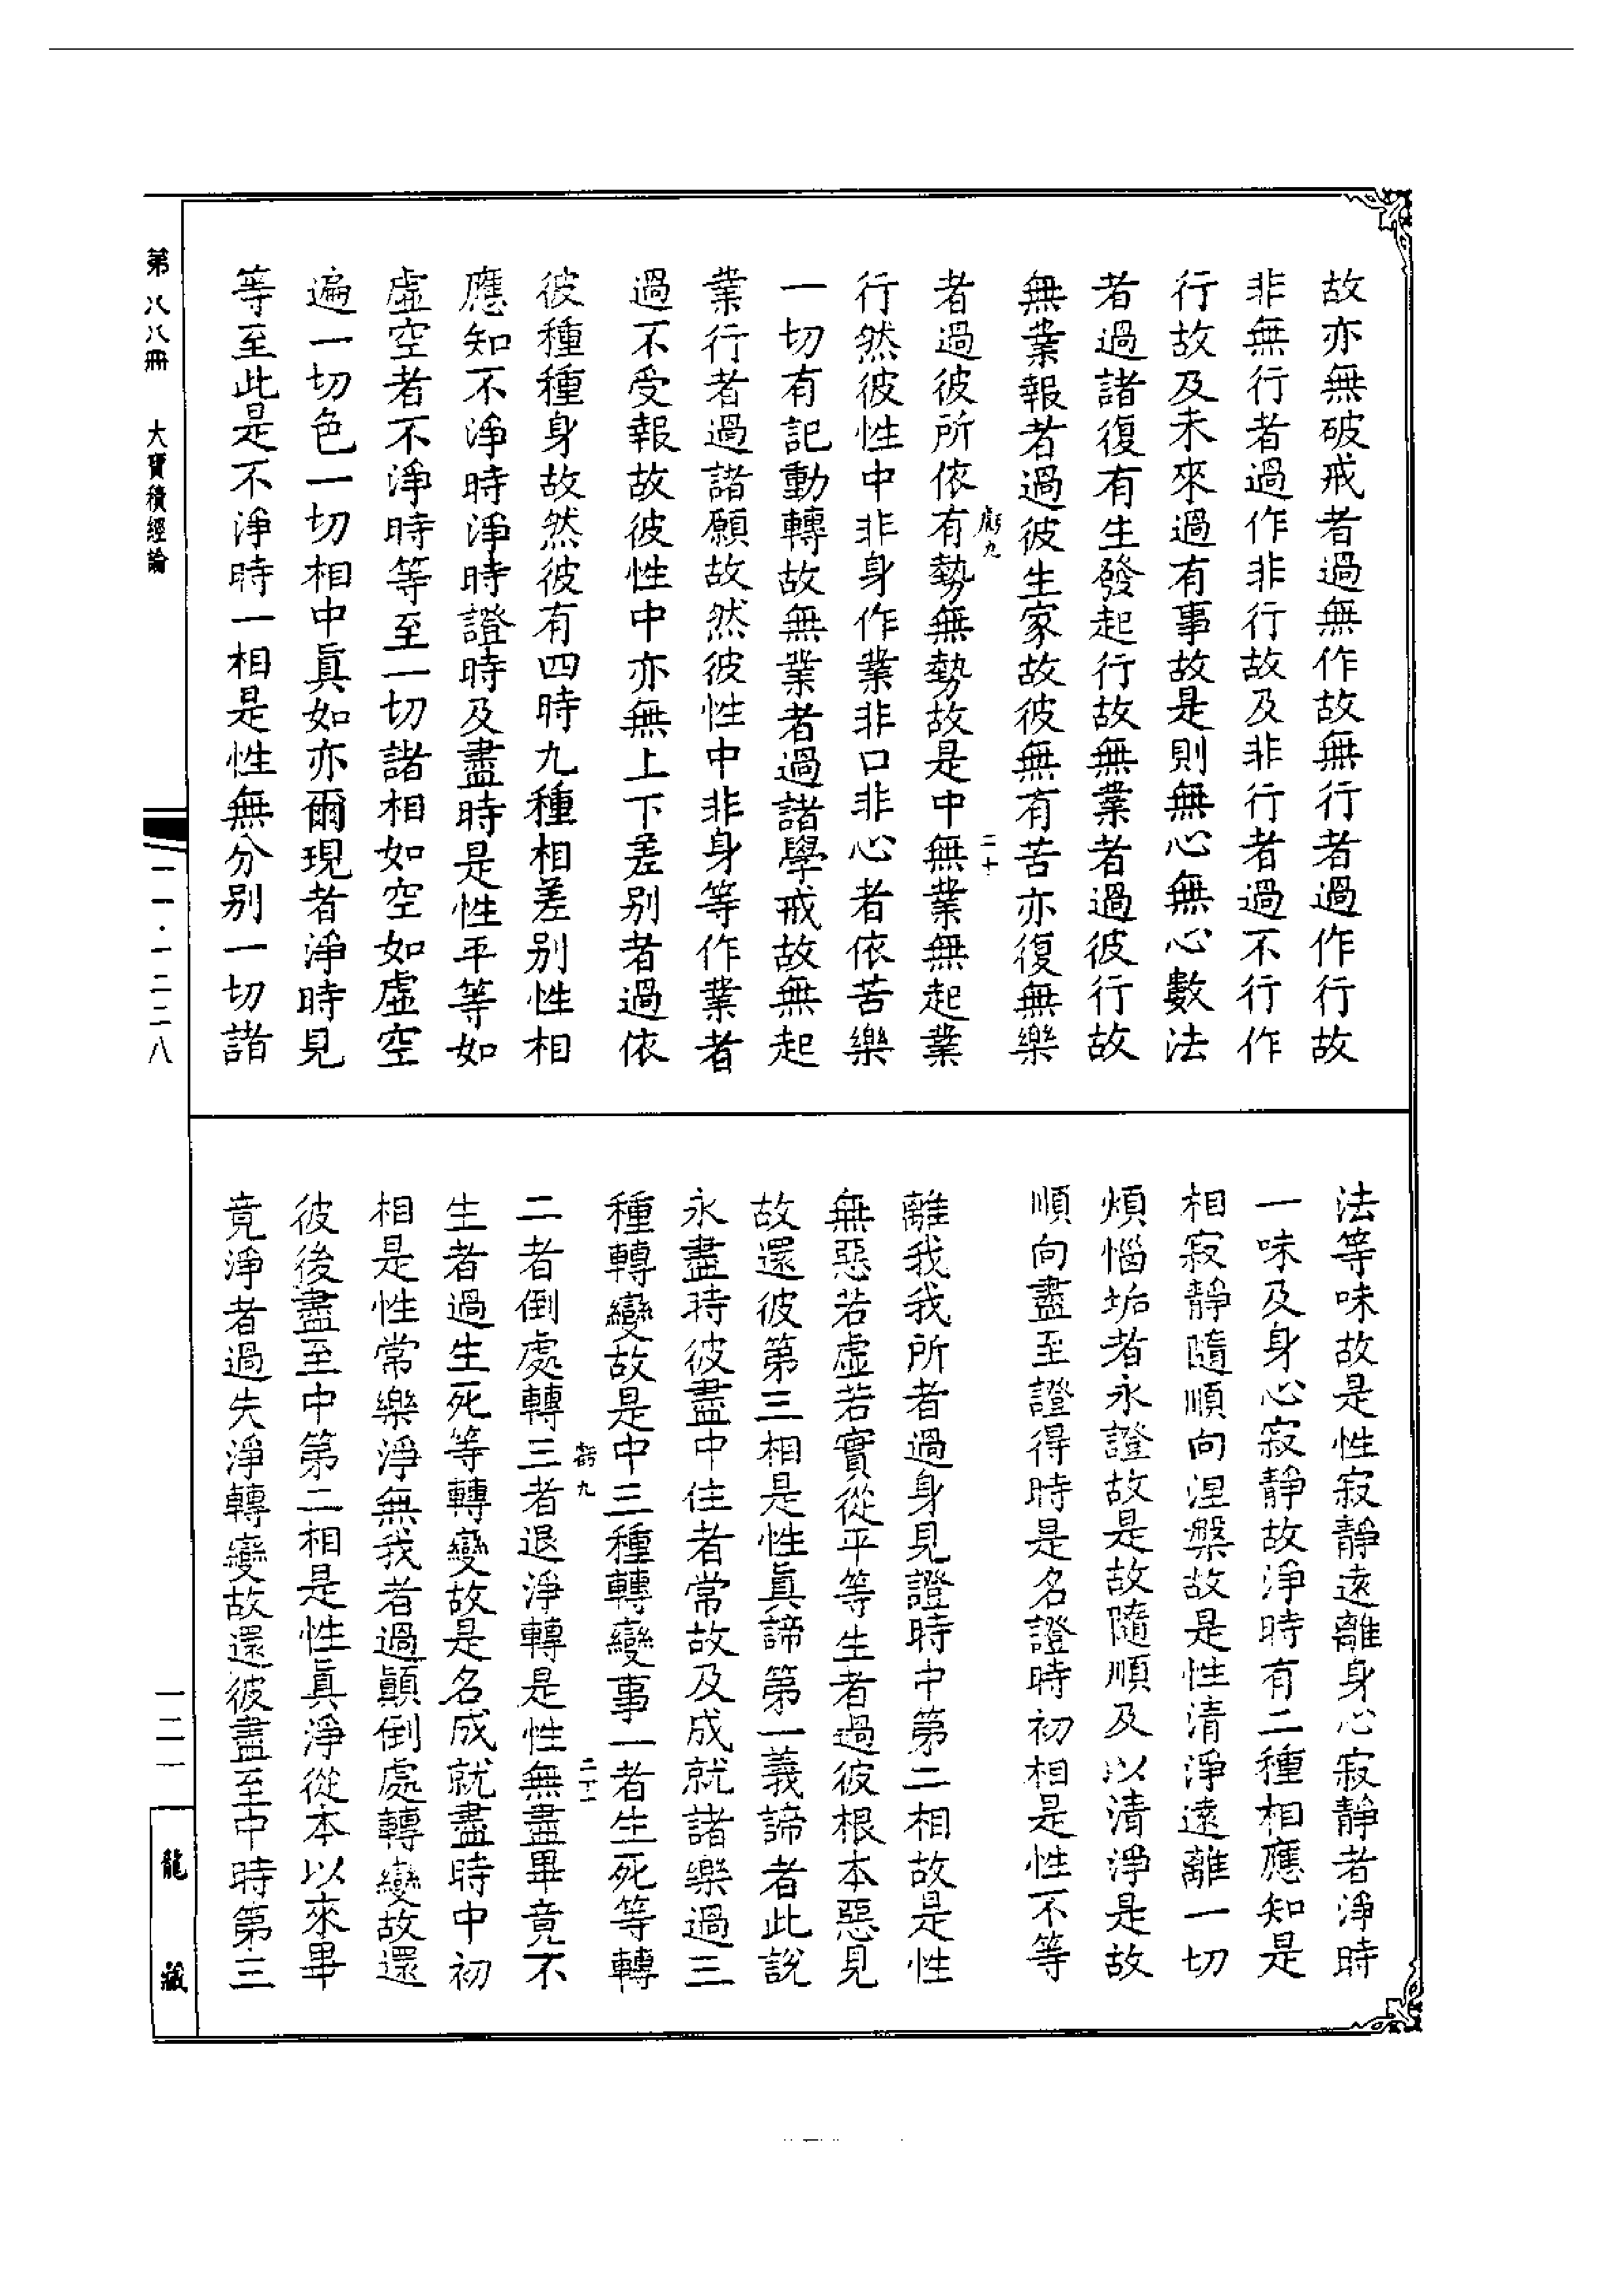 故亦無破戒者過無作故無行者過作行故
非無行者過作非行故及非行者過不行作
行故及未來過有事故是則無心無心數法
者過諸復有生發起行故無業者過彼行故
無業報者過彼生家故彼無有苦亦復無樂
者過彼所依有勢無勢故是中無業無起業
行然彼性中非身作業非口非心者依苦樂
一切有記動轉故無業者過諸學戒故無起
業行者過諸願故然彼性中非身等作業者
過不受報故彼性中亦無上下差別者過依
彼種種身故然彼有四時九種相差別性相
應知不淨時淨時證時及盡時是性平等如
虛空者不淨時等至一切諸相如空如虛空
遍一切色一切相中真如亦爾現者淨時見
等至此是不淨時一相是性無分別一切諸
法等味故是性寂靜遠離身心寂靜者淨時
一味及身心寂靜故淨時有二種相應知是
相寂靜隨順向涅槃故是性清淨遠離一切
煩惱垢者永證故是故隨順及以清淨是故
順向盡至證得時是名證時初相是性不等
離我我所者過身見證時中第二相故是性
無惡若虛若實從平等生者過彼根本惡見
故還彼第三相是性真諦第一義諦者此說
永盡時彼盡中住者常故及成就諸樂過三
種轉變故是中三種轉變事一者生死等轉
二者倒處轉三者退淨轉是性無盡畢竟不
生者過生死等轉變故是名成就盡時中初
相是性常樂淨無我者過顛倒處轉變故還
彼後盡至中第二相是性真淨從本以來畢
竟淨者過失淨轉變故還彼盡至中時第三
九
二十
九
二十一
第八八冊 大寶積經論
一一·一二二八
一二一
龍藏